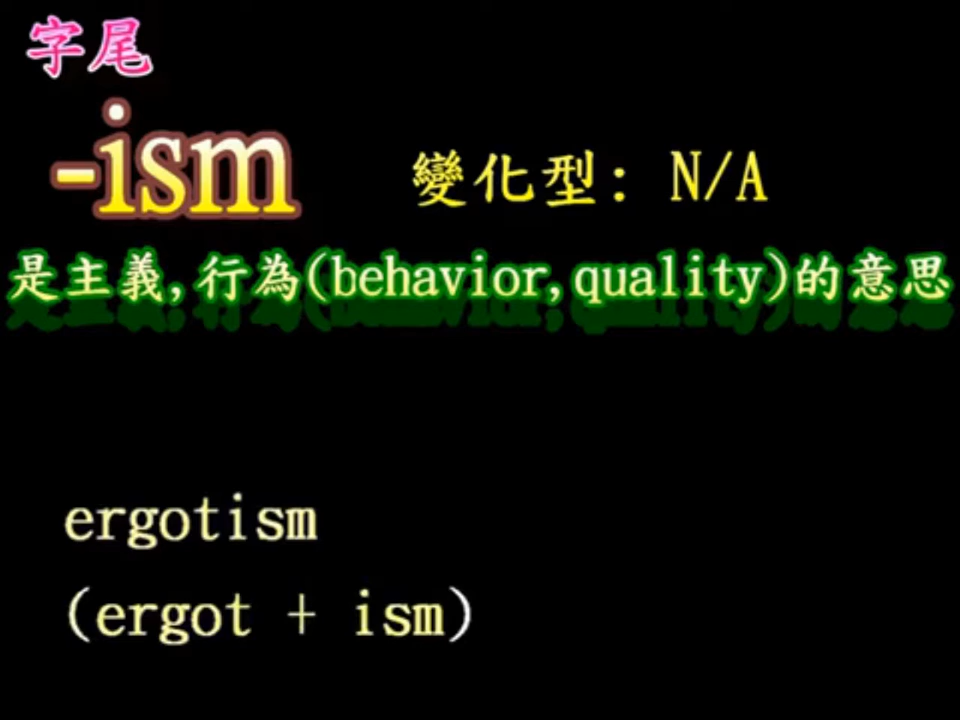 字尾
-ism 變化型: N/A
是主義,行為(behavior,quality)的意思
ergotism
(ergot + ism)